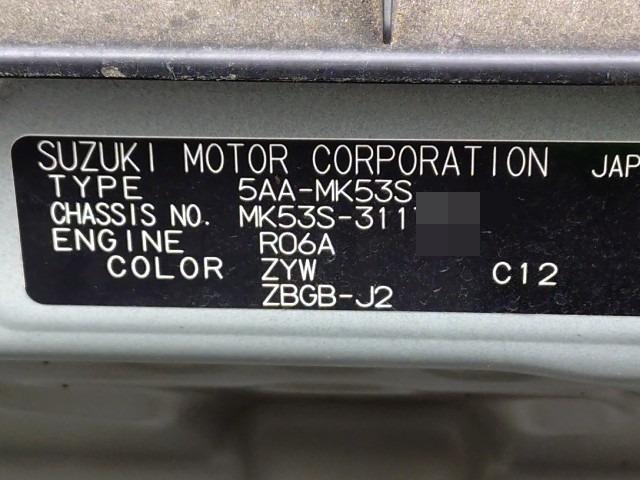 SUZUKI MOTOR CORPORATION JAP
TYPE 5AA-MK53S
CHASSIS NO. MK53S-311
ENGINE R06A
COLOR ZYW C12
ZBGB-J2